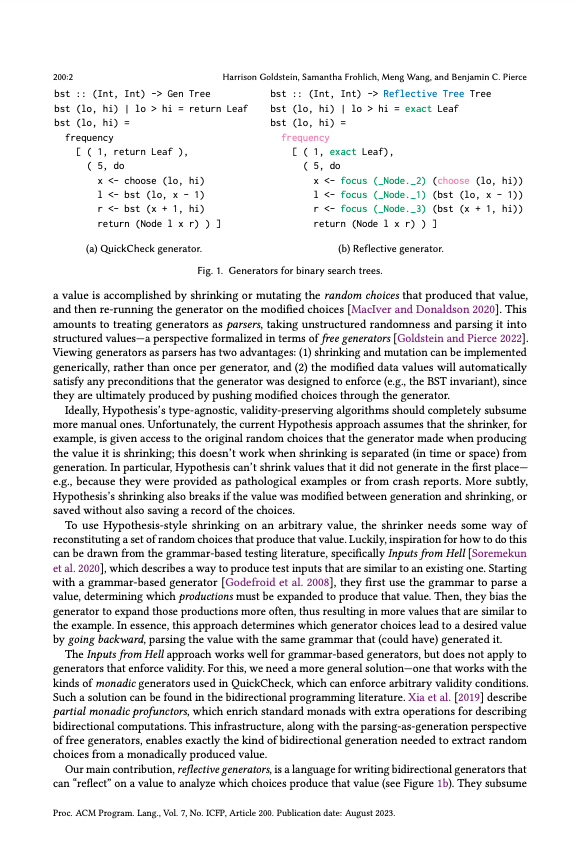 200:2 Harrison Goldstein, Samantha Frohlich, Meng Wang, and Benjamin C. Pierce
bst :: (Int, Int) -> Gen Tree
bst (lo, hi) | lo > hi = return Leaf
bst (lo, hi) =
  frequency
    [ ( 1, return Leaf ),
      ( 5, do
        x <- choose (lo, hi)
        l <- bst (lo, x - 1)
        r <- bst (x + 1, hi)
        return (Node l x r) ) ]
(a) QuickCheck generator.
bst :: (Int, Int) -> Reflective Tree Tree
bst (lo, hi) | lo > hi = exact Leaf
bst (lo, hi) =
  frequency
    [ ( 1, exact Leaf),
      ( 5, do
        x <- focus (_Node._2) (choose (lo, hi))
        l <- focus (_Node._1) (bst (lo, x - 1))
        r <- focus (_Node._3) (bst (x + 1, hi))
        return (Node l x r) ) ]
(b) Reflective generator.
Fig. 1. Generators for binary search trees.
a value is accomplished by shrinking or mutating the random choices that produced that value,
and then re-running the generator on the modified choices [MacIver and Donaldson 2020]. This
amounts to treating generators as parsers, taking unstructured randomness and parsing it into
structured values—a perspective formalized in terms of free generators [Goldstein and Pierce 2022].
Viewing generators as parsers has two advantages: (1) shrinking and mutation can be implemented
generically, rather than once per generator, and (2) the modified data values will automatically
satisfy any preconditions that the generator was designed to enforce (e.g., the BST invariant), since
they are ultimately produced by pushing modified choices through the generator.
Ideally, Hypothesis's type-agnostic, validity-preserving algorithms should completely subsume
more manual ones. Unfortunately, the current Hypothesis approach assumes that the shrinker, for
example, is given access to the original random choices that the generator made when producing
the value it is shrinking; this doesn't work when shrinking is separated (in time or space) from
generation. In particular, Hypothesis can't shrink values that it did not generate in the first place—
e.g., because they were provided as pathological examples or from crash reports. More subtly,
Hypothesis's shrinking also breaks if the value was modified between generation and shrinking, or
saved without also saving a record of the choices.
To use Hypothesis-style shrinking on an arbitrary value, the shrinker needs some way of
reconstituting a set of random choices that produce that value. Luckily, inspiration for how to do this
can be drawn from the grammar-based testing literature, specifically Inputs from Hell [Soremekun
et al. 2020], which describes a way to produce test inputs that are similar to an existing one. Starting
with a grammar-based generator [Godefroid et al. 2008], they first use the grammar to parse a
value, determining which productions must be expanded to produce that value. Then, they bias the
generator to expand those productions more often, thus resulting in more values that are similar to
the example. In essence, this approach determines which generator choices lead to a desired value
by going backward, parsing the value with the same grammar that (could have) generated it.
The Inputs from Hell approach works well for grammar-based generators, but does not apply to
generators that enforce validity. For this, we need a more general solution—one that works with the
kinds of monadic generators used in QuickCheck, which can enforce arbitrary validity conditions.
Such a solution can be found in the bidirectional programming literature. Xia et al. [2019] describe
partial monadic profunctors, which enrich standard monads with extra operations for describing
bidirectional computations. This infrastructure, along with the parsing-as-generation perspective
of free generators, enables exactly the kind of bidirectional generation needed to extract random
choices from a monadically produced value.
Our main contribution, reflective generators, is a language for writing bidirectional generators that
can "reflect" on a value to analyze which choices produce that value (see Figure 1b). They subsume
Proc. ACM Program. Lang., Vol. 7, No. ICFP, Article 200. Publication date: August 2023.